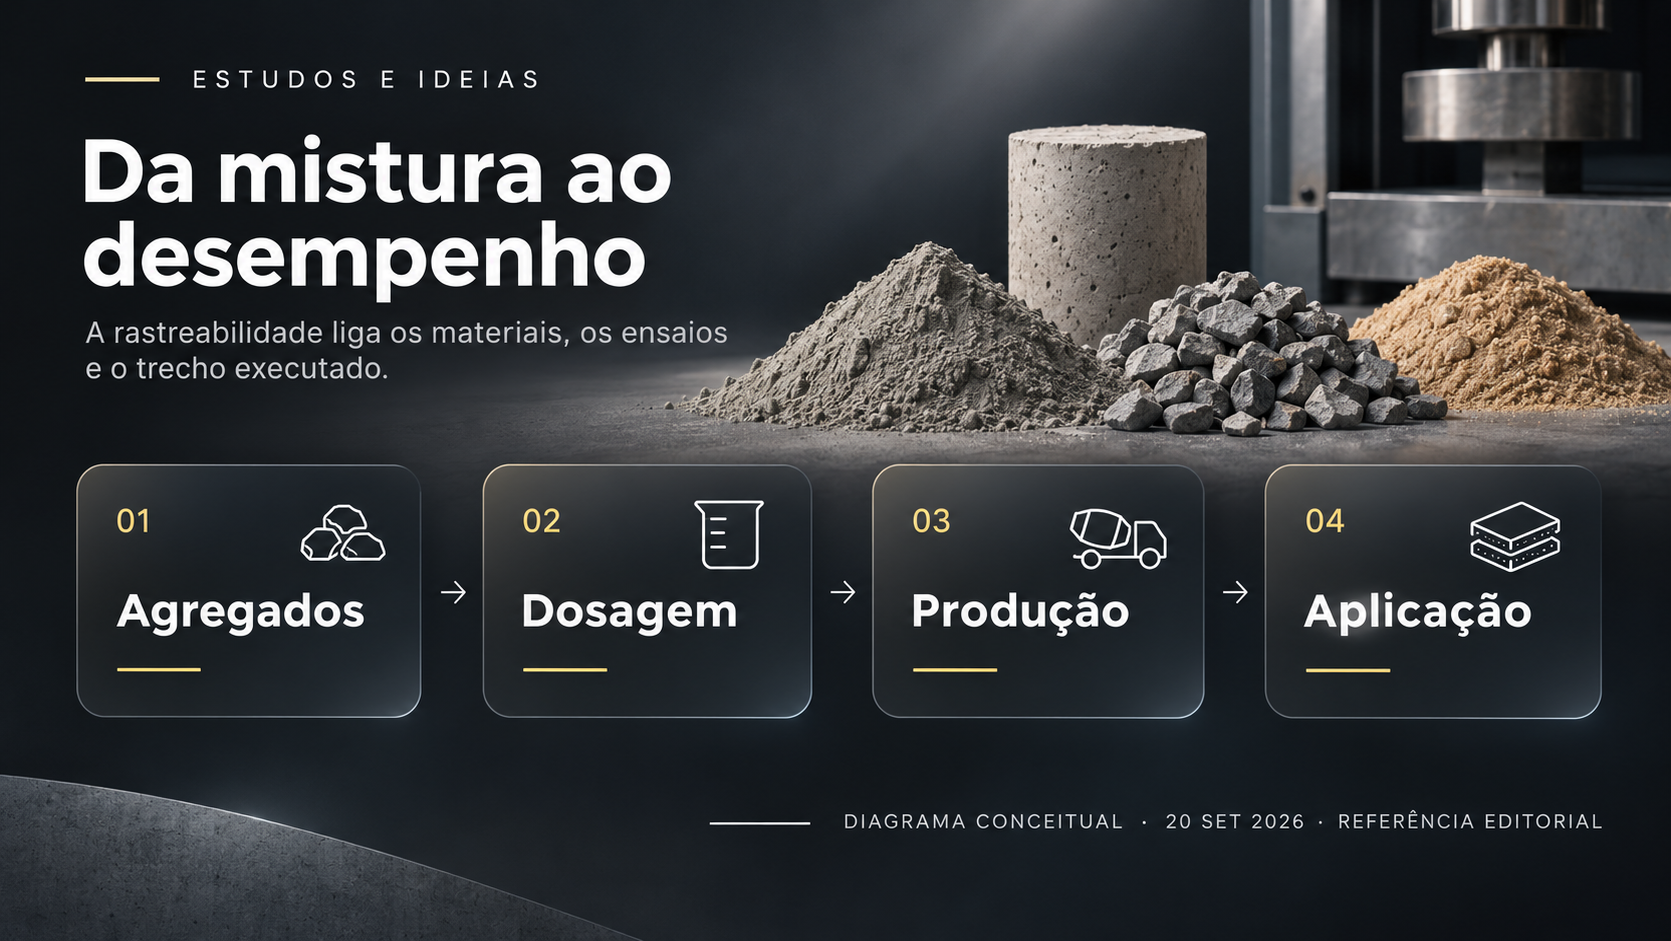 ESTUDOS E IDEIAS
Da mistura ao
desempenho
A rastreabilidade liga os materiais, os ensaios
e o trecho executado.
01
Agregados
→
02
Dosagem
→
03
Produção
→
04
Aplicação
DIAGRAMA CONCEITUAL · 20 SET 2026 · REFERÊNCIA EDITORIAL